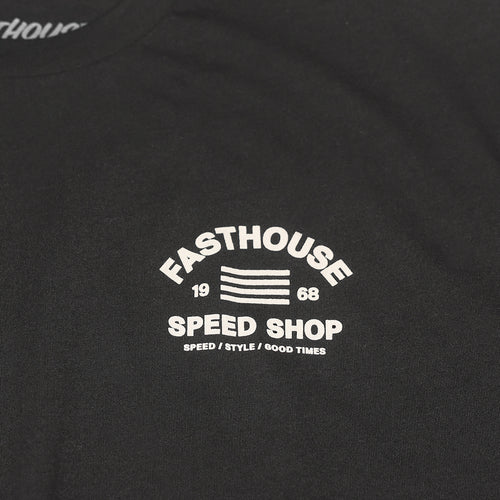 FASTHOUSE
19 68
SPEED SHOP
SPEED / STYLE / GOOD TIMES